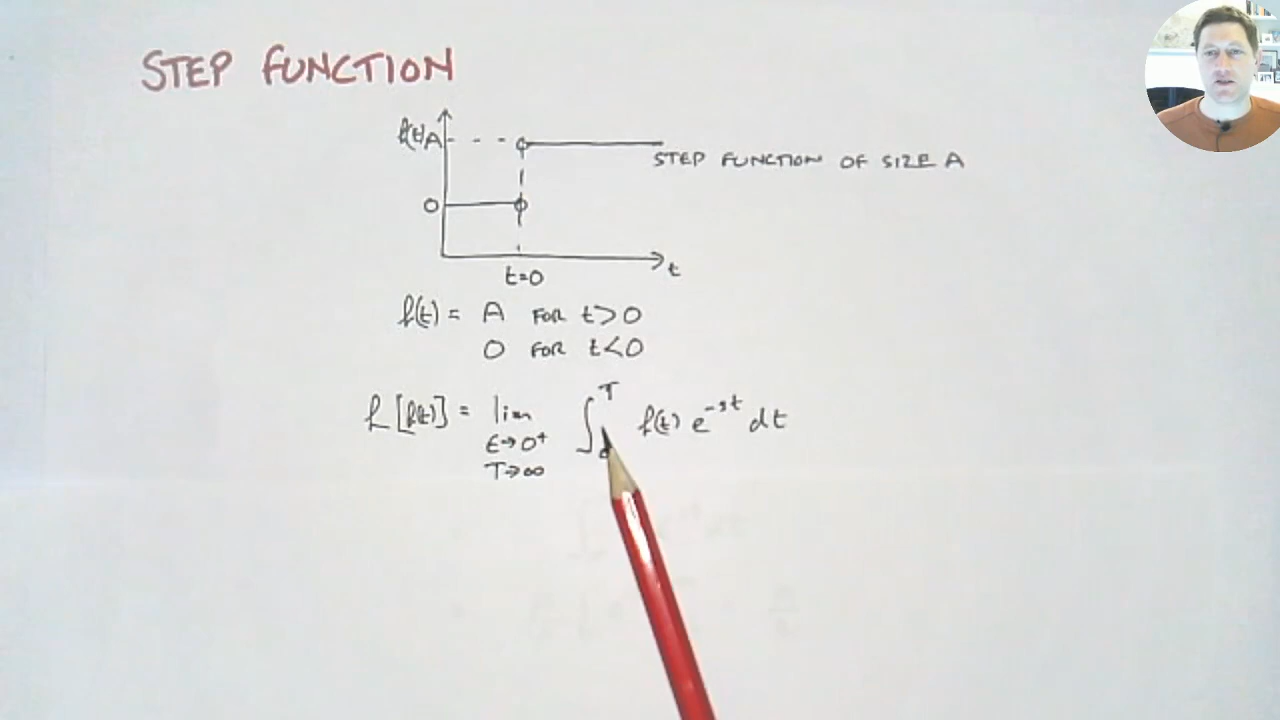 STEP FUNCTION
f(t) A
STEP FUNCTION OF SIZE A
0
t=0
t
f(t) = A FOR t>0
0 FOR t<0
L[f(t)] = lim ∫ T f(t) e^-st dt
ε→0+
T→∞